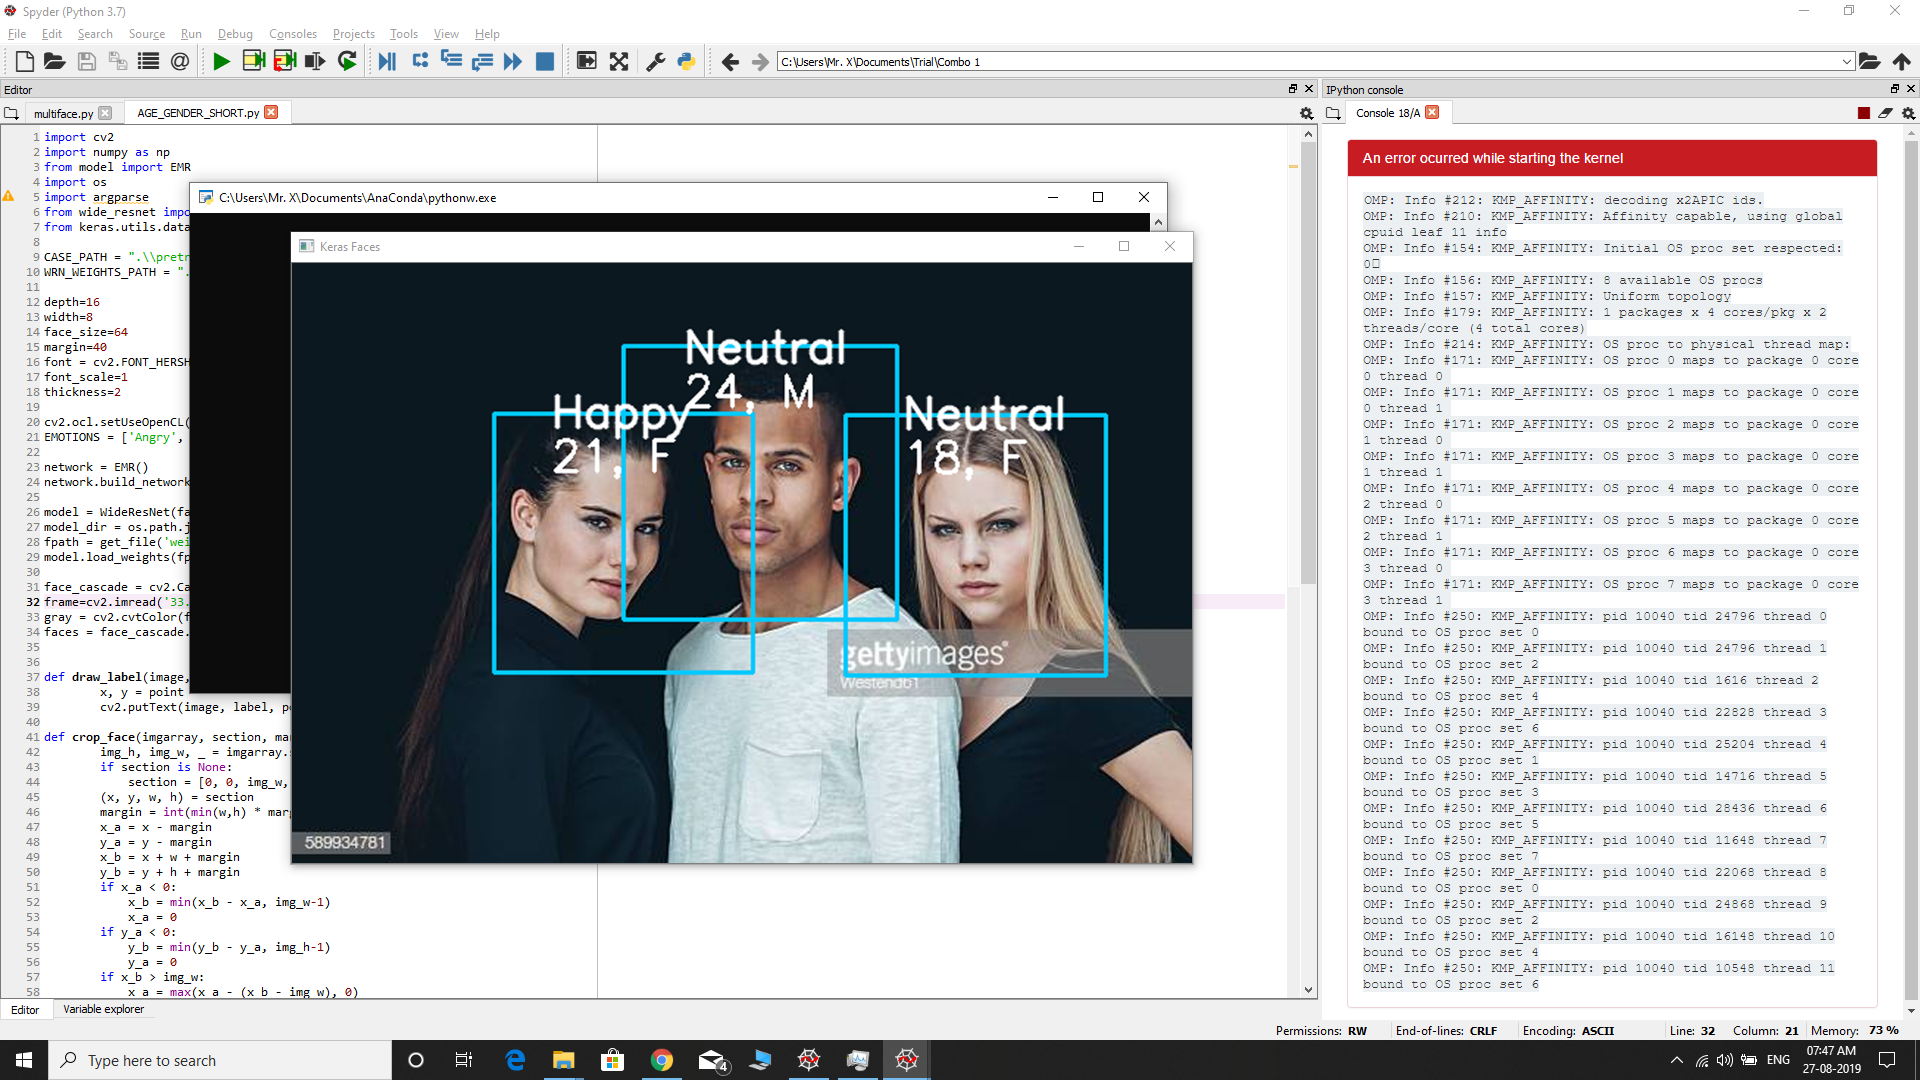 Spyder (Python 3.7)
File Edit Search Source Run Debug Consoles Projects Tools View Help
C:\Users\Mr. X\Documents\Trial\Combo 1
Editor
multiface.py
AGE_GENDER_SHORT.py
1 import cv2
2 import numpy as np
3 from model import EMR
4 import os
5 import argparse
6 from wide_resnet impo
7 from keras.utils.data
8
9 CASE_PATH = ".\\pretr
10 WRN_WEIGHTS_PATH = ".
11
12 depth=16
13 width=8
14 face_size=64
15 margin=40
16 font = cv2.FONT_HERSH
17 font_scale=1
18 thickness=2
19
20 cv2.ocl.setUseOpenCL(
21 EMOTIONS = ['Angry',
22
23 network = EMR()
24 network.build_network
25
26 model = WideResNet(fa
27 model_dir = os.path.j
28 fpath = get_file('wei
29 model.load_weights(fp
30
31 face_cascade = cv2.Ca
32 frame=cv2.imread('33.
33 gray = cv2.cvtColor(f
34 faces = face_cascade.
35
36
37 def draw_label(image,
38 x, y = point
39 cv2.putText(image, label, po
40
41 def crop_face(imgarray, section, mar
42 img_h, img_w, _ = imgarray.s
43 if section is None:
44 section = [0, 0, img_w,
45 (x, y, w, h) = section
46 margin = int(min(w,h) * marg
47 x_a = x - margin
48 y_a = y - margin
49 x_b = x + w + margin
50 y_b = y + h + margin
51 if x_a < 0:
52 x_b = min(x_b - x_a, img_w-1)
53 x_a = 0
54 if y_a < 0:
55 y_b = min(y_b - y_a, img_h-1)
56 y_a = 0
57 if x_b > img_w:
58 x_a = max(x_a - (x_b - img_w), 0)
Editor
Variable explorer
C:\Users\Mr. X\Documents\AnaConda\pythonw.exe
Keras Faces
Neutral
24, M
Happy
21, F
Neutral
18, F
gettyimages®
Westend61
589934781
IPython console
Console 18/A
An error ocurred while starting the kernel
OMP: Info #212: KMP_AFFINITY: decoding x2APIC ids.
OMP: Info #210: KMP_AFFINITY: Affinity capable, using global
cpuid leaf 11 info
OMP: Info #154: KMP_AFFINITY: Initial OS proc set respected:
0
OMP: Info #156: KMP_AFFINITY: 8 available OS procs
OMP: Info #157: KMP_AFFINITY: Uniform topology
OMP: Info #179: KMP_AFFINITY: 1 packages x 4 cores/pkg x 2
threads/core (4 total cores)
OMP: Info #214: KMP_AFFINITY: OS proc to physical thread map:
OMP: Info #171: KMP_AFFINITY: OS proc 0 maps to package 0 core
0 thread 0
OMP: Info #171: KMP_AFFINITY: OS proc 1 maps to package 0 core
0 thread 1
OMP: Info #171: KMP_AFFINITY: OS proc 2 maps to package 0 core
1 thread 0
OMP: Info #171: KMP_AFFINITY: OS proc 3 maps to package 0 core
1 thread 1
OMP: Info #171: KMP_AFFINITY: OS proc 4 maps to package 0 core
2 thread 0
OMP: Info #171: KMP_AFFINITY: OS proc 5 maps to package 0 core
2 thread 1
OMP: Info #171: KMP_AFFINITY: OS proc 6 maps to package 0 core
3 thread 0
OMP: Info #171: KMP_AFFINITY: OS proc 7 maps to package 0 core
3 thread 1
OMP: Info #250: KMP_AFFINITY: pid 10040 tid 24796 thread 0
bound to OS proc set 0
OMP: Info #250: KMP_AFFINITY: pid 10040 tid 24796 thread 1
bound to OS proc set 2
OMP: Info #250: KMP_AFFINITY: pid 10040 tid 1616 thread 2
bound to OS proc set 4
OMP: Info #250: KMP_AFFINITY: pid 10040 tid 22828 thread 3
bound to OS proc set 6
OMP: Info #250: KMP_AFFINITY: pid 10040 tid 25204 thread 4
bound to OS proc set 1
OMP: Info #250: KMP_AFFINITY: pid 10040 tid 14716 thread 5
bound to OS proc set 3
OMP: Info #250: KMP_AFFINITY: pid 10040 tid 28436 thread 6
bound to OS proc set 5
OMP: Info #250: KMP_AFFINITY: pid 10040 tid 11648 thread 7
bound to OS proc set 7
OMP: Info #250: KMP_AFFINITY: pid 10040 tid 22068 thread 8
bound to OS proc set 0
OMP: Info #250: KMP_AFFINITY: pid 10040 tid 24868 thread 9
bound to OS proc set 2
OMP: Info #250: KMP_AFFINITY: pid 10040 tid 16148 thread 10
bound to OS proc set 4
OMP: Info #250: KMP_AFFINITY: pid 10040 tid 10548 thread 11
bound to OS proc set 6
Permissions: RW End-of-lines: CRLF Encoding: ASCII Line: 32 Column: 21 Memory: 73 %
Type here to search
4
ENG
07:47 AM
27-08-2019